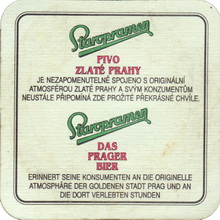 Staropramen
PIVO
ZLATÉ PRAHY
JE NEZAPOMENUTELNĚ SPOJENO S ORIGINÁLNÍ
ATMOSFÉROU ZLATÉ PRAHY A SVÝM KONZUMENTŮM
NEUSTÁLE PŘIPOMÍNÁ ZDE PROŽITÉ PŘEKRÁSNÉ CHVÍLE.
Staropramen
DAS
PRAGER
BIER
ERINNERT SEINE KONSUMENTEN AN DIE ORIGINELLE
ATMOSPHÄRE DER GOLDENEN STADT PRAG UND AN
DIE DORT VERLEBTEN STUNDEN